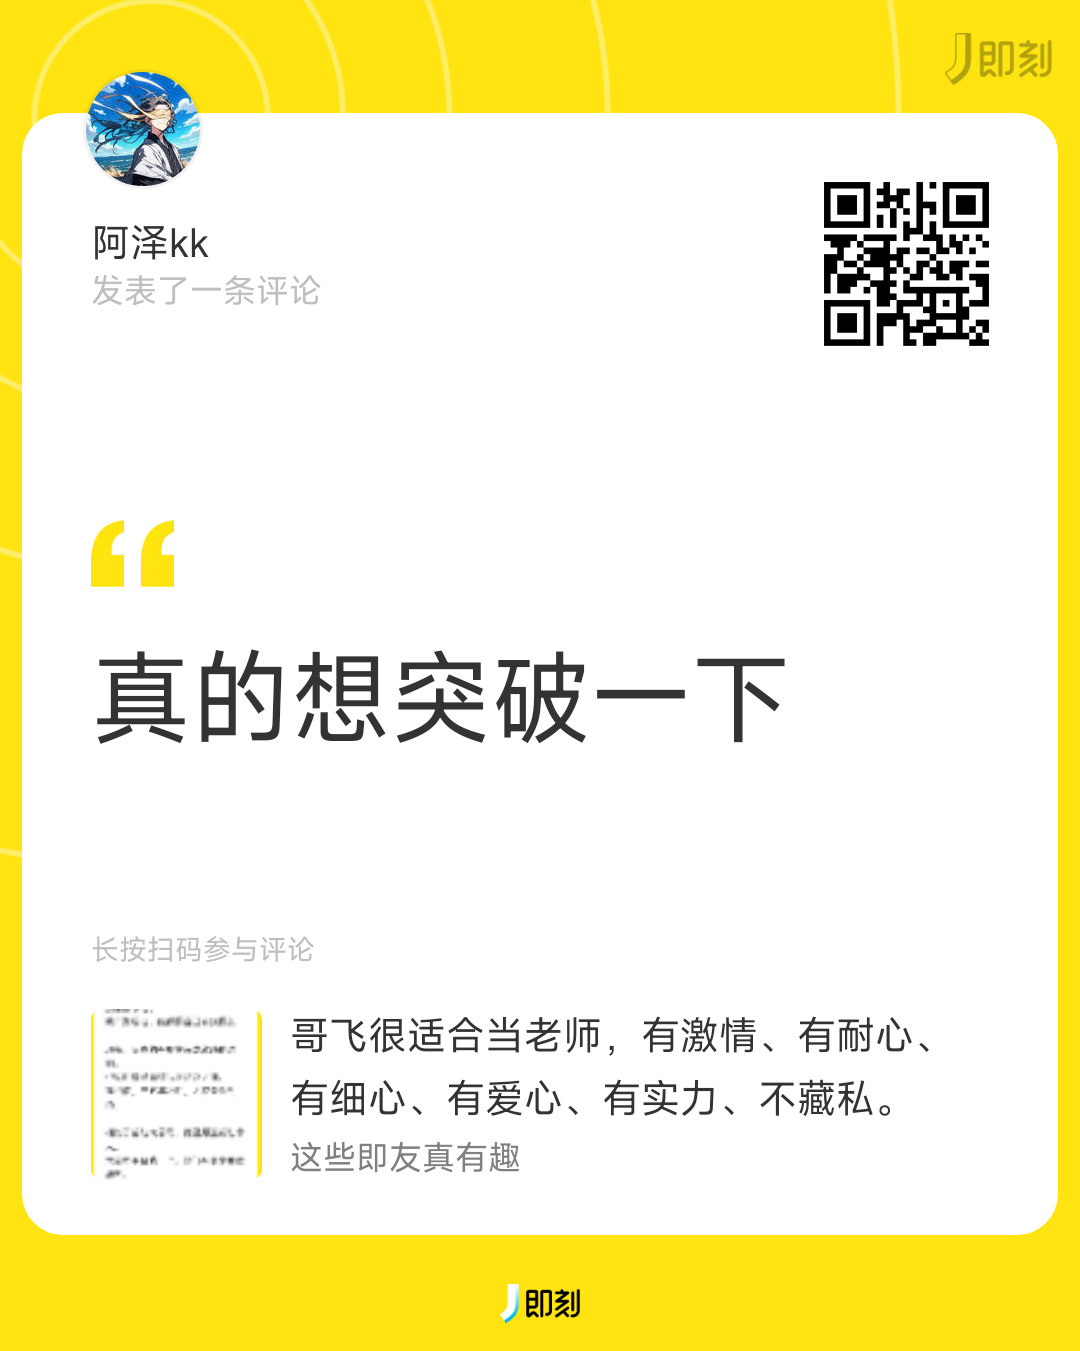 即刻
阿泽kk
发表了一条评论
真的想突破一下
长按扫码参与评论
哥飞很适合当老师，有激情、有耐心、
有细心、有爱心、有实力、不藏私。
这些即友真有趣
即刻